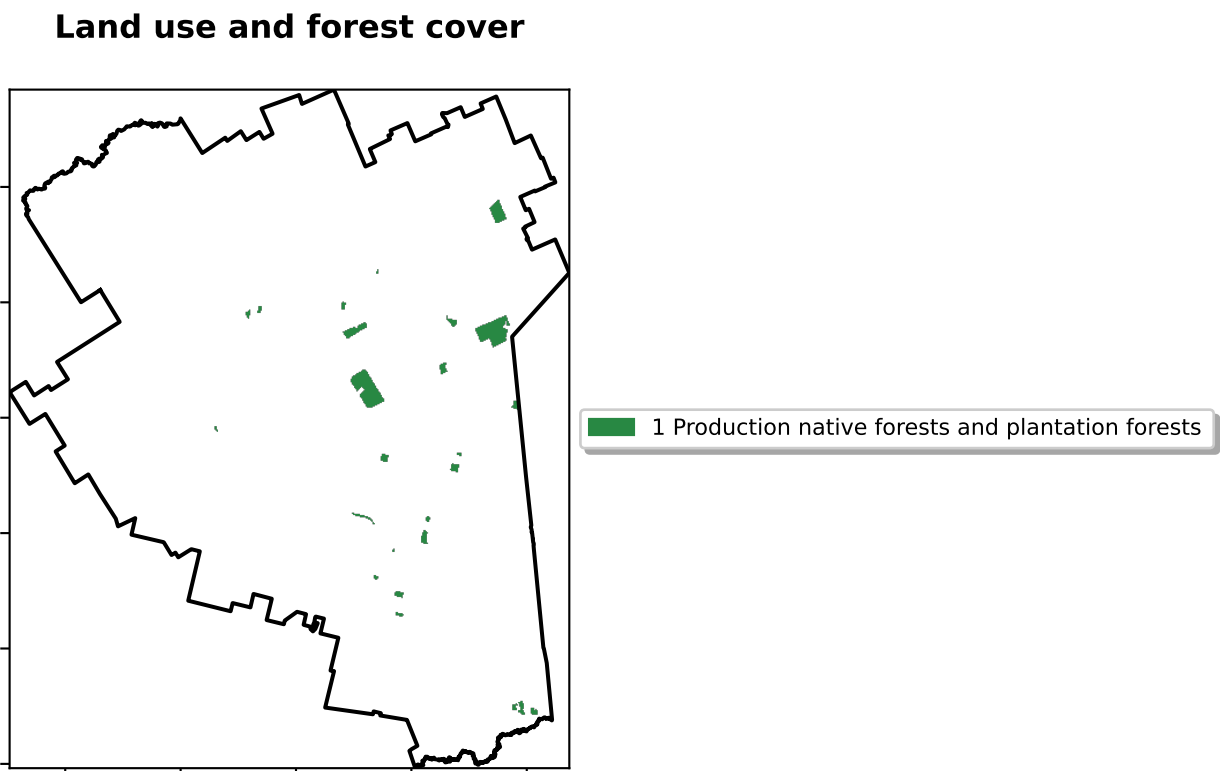 Land use and forest cover
1 Production native forests and plantation forests